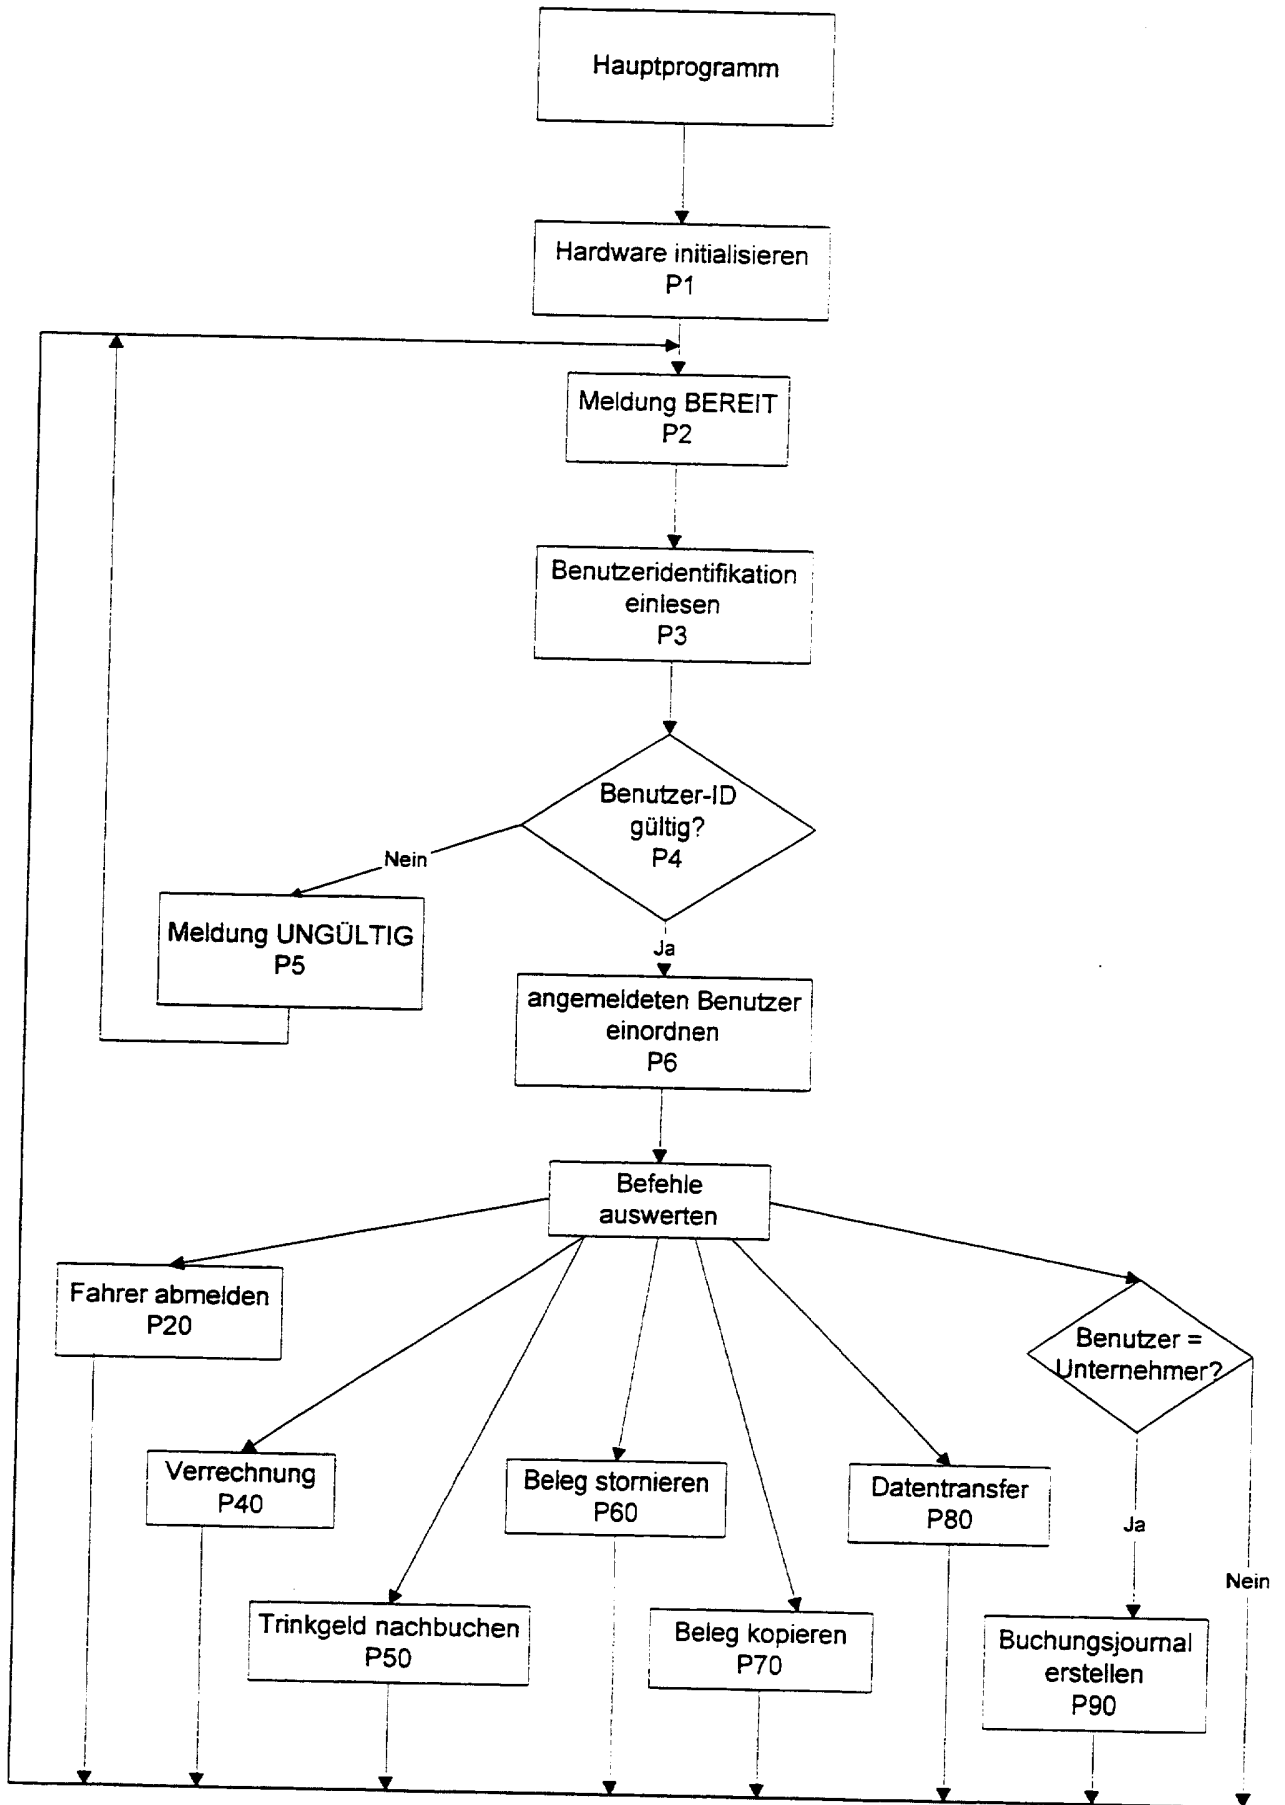 Hauptprogramm
Hardware initialisieren
P1
Meldung BEREIT
P2
Benutzeridentifikation
einlesen
P3
Benutzer-ID
gültig?
P4
Nein
Meldung UNGÜLTIG
P5
Ja
angemeldeten Benutzer
einordnen
P6
Befehle
auswerten
Fahrer abmelden
P20
Benutzer =
Unternehmer?
Verrechnung
P40
Beleg stornieren
P60
Datentransfer
P80
Ja
Nein
Trinkgeld nachbuchen
P50
Beleg kopieren
P70
Buchungsjournal
erstellen
P90